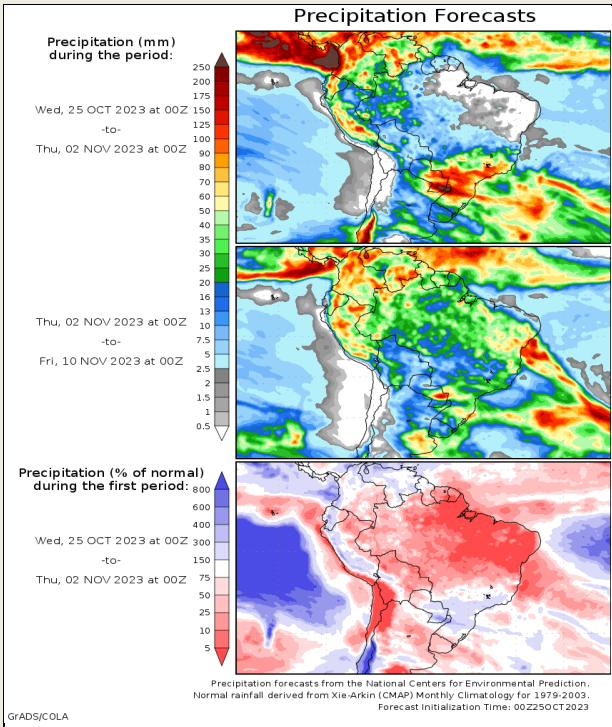 Precipitation Forecasts
Precipitation (mm)
during the period:
Wed, 25 OCT 2023 at 00Z
-to-
Thu, 02 NOV 2023 at 00Z
250
200
175
150
125
100
90
80
70
60
50
40
35
30
25
20
16
13
10
7.5
5
2.5
2
1.5
1
0.5
Thu, 02 NOV 2023 at 00Z
-to-
Fri, 10 NOV 2023 at 00Z
Precipitation (% of normal)
during the first period:
Wed, 25 OCT 2023 at 00Z
-to-
Thu, 02 NOV 2023 at 00Z
800
600
400
300
150
75
50
25
10
5
Precipitation forecasts from the National Centers for Environmental Prediction.
Normal rainfall derived from Xie-Arkin (CMAP) Monthly Climatology for 1979-2003.
Forecast Initialization Time: 00Z25OCT2023
GrADS/COLA